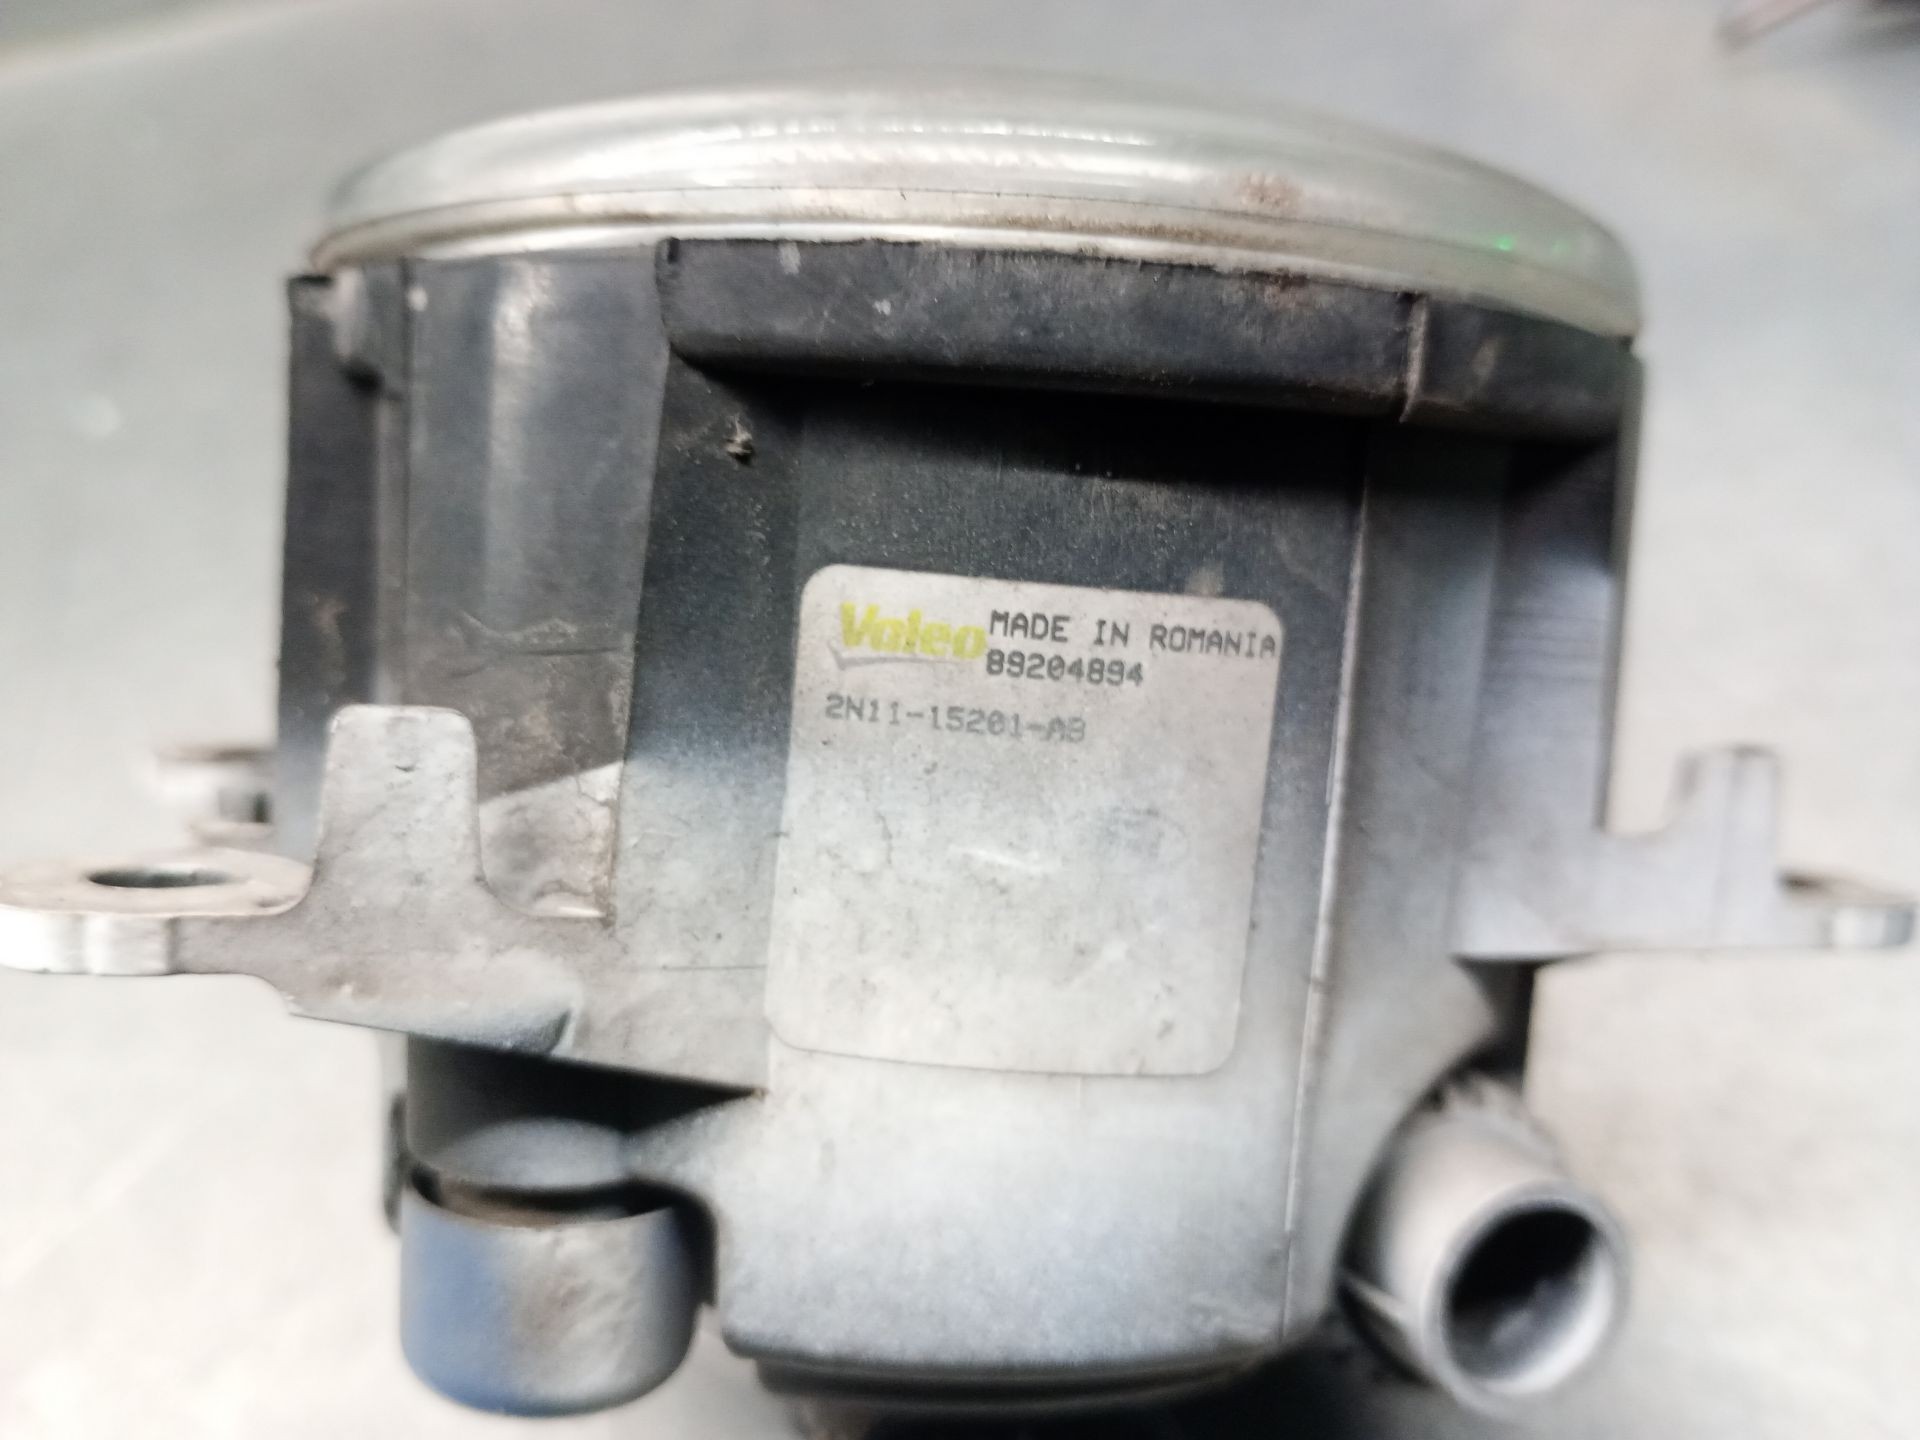 Valeo MADE IN ROMANIA
89204894
2N11-15201-AB